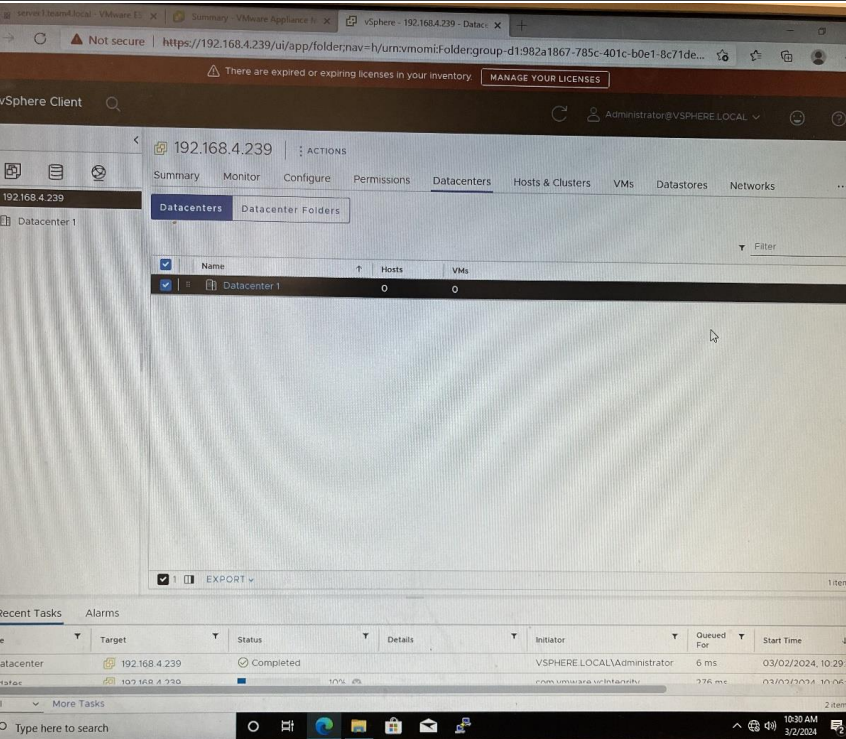 server1.team4.local - VMware ES
Summary - VMware Appliance M
vSphere - 192.168.4.239 - Datac
Not secure
https://192.168.4.239/ui/app/folder;nav=h/urn:vmomi:Folder:group-d1:982a1867-785c-401c-b0e1-8c71de...
There are expired or expiring licenses in your inventory.
MANAGE YOUR LICENSES
vSphere Client
Administrator@VSPHERE.LOCAL
192.168.4.239
ACTIONS
Summary Monitor Configure Permissions Datacenters Hosts & Clusters VMs Datastores Networks ...
192.168.4.239
Datacenter 1
Datacenters Datacenter Folders
Filter
Name ↑ Hosts VMs
Datacenter 1 0 0
1 EXPORT
1 item
Recent Tasks Alarms
e Target Status Details Initiator Queued For Start Time
atacenter 192.168.4.239 Completed VSPHERE.LOCAL\Administrator 6 ms 03/02/2024, 10:29:
dates 192.168.4.239 10% com.vmware.vcIntegrity 276 ms 03/02/2024, 10:06:
More Tasks
2 item
Type here to search
10:30 AM
3/2/2024
2